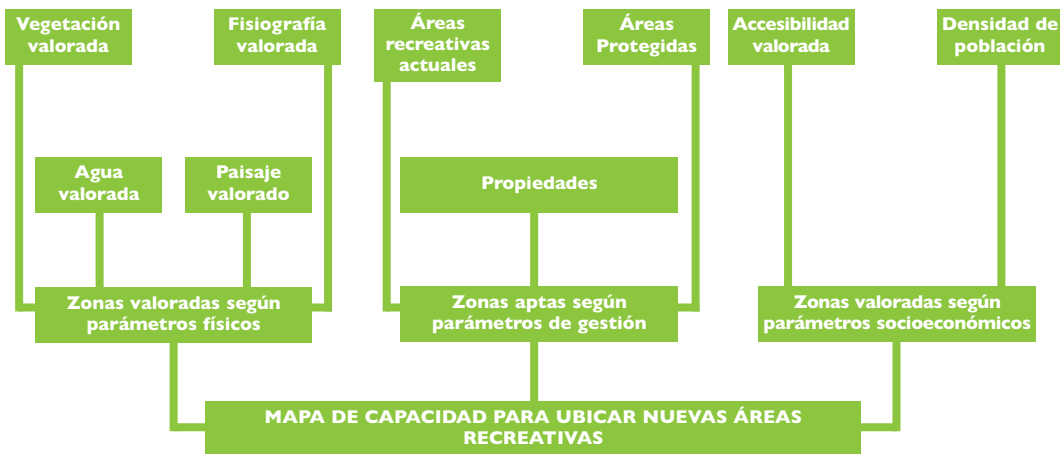 Vegetación
valorada
Fisiografía
valorada
Áreas
recreativas
actuales
Áreas
Protegidas
Accesibilidad
valorada
Densidad de
población
Agua
valorada
Paisaje
valorado
Propiedades
Zonas valoradas según
parámetros físicos
Zonas aptas según
parámetros de gestión
Zonas valoradas según
parámetros socioeconómicos
MAPA DE CAPACIDAD PARA UBICAR NUEVAS ÁREAS
RECREATIVAS